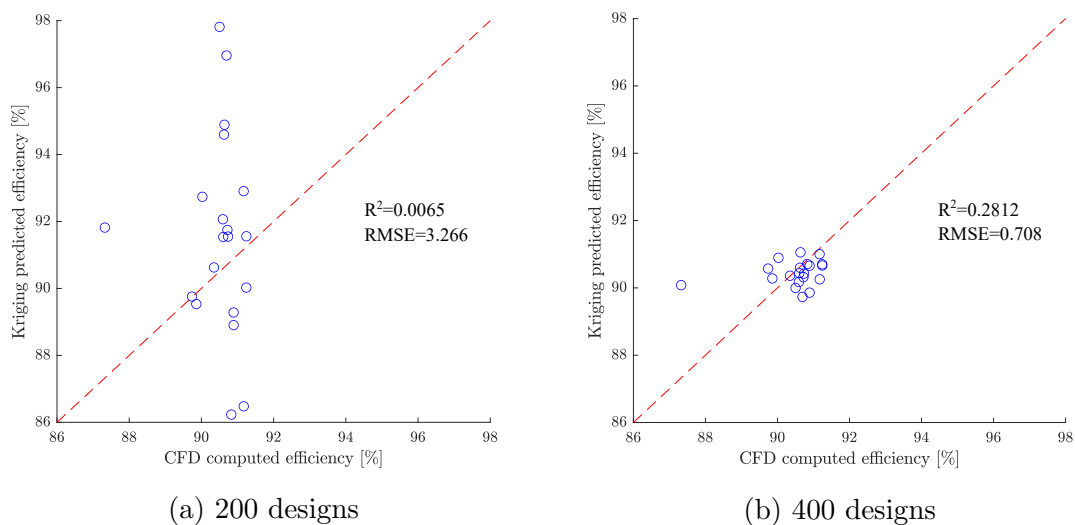 98
96
94
92
90
88
86
86 88 90 92 94 96 98
Kriging predicted efficiency [%]
CFD computed efficiency [%]
R²=0.0065
RMSE=3.266
(a) 200 designs
98
96
94
92
90
88
86
86 88 90 92 94 96 98
Kriging predicted efficiency [%]
CFD computed efficiency [%]
R²=0.2812
RMSE=0.708
(b) 400 designs